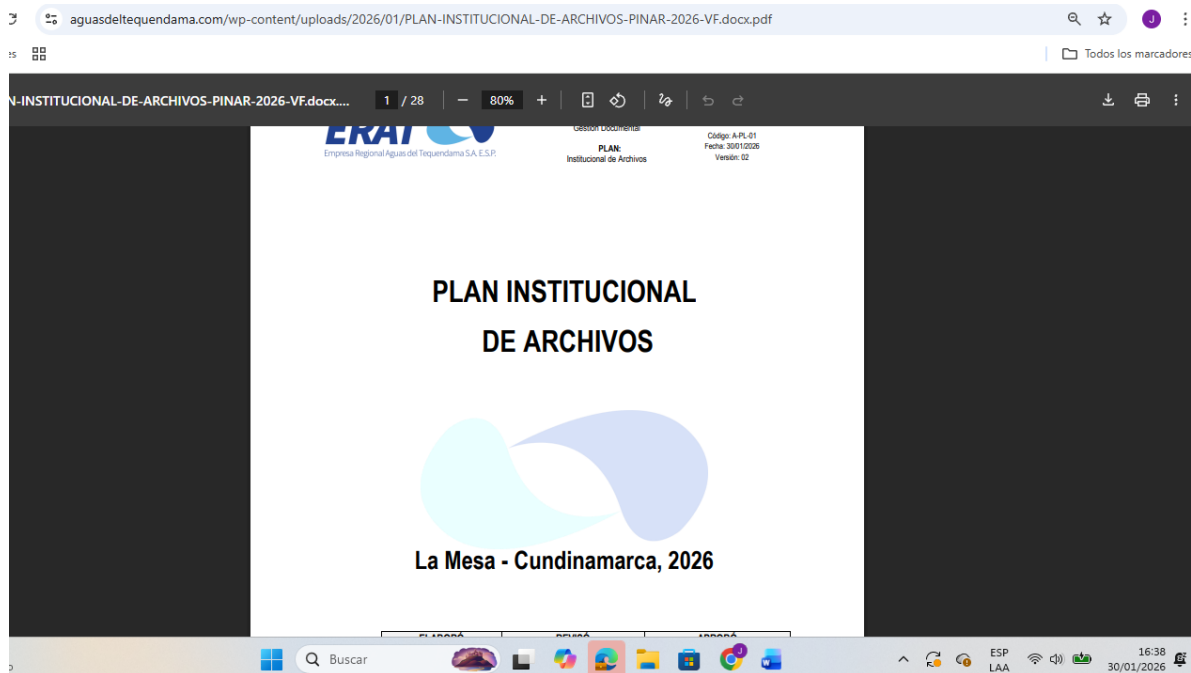 aguasdeltequendama.com/wp-content/uploads/2026/01/PLAN-INSTITUCIONAL-DE-ARCHIVOS-PINAR-2026-VF.docx.pdf
Todos los marcadores
N-INSTITUCIONAL-DE-ARCHIVOS-PINAR-2026-VF.docx....
1 / 28
80%
ERAT
Empresa Regional Aguas del Tequendama S.A. E.S.P.
Gestión Documental
PLAN:
Institucional de Archivos
Código: A-PL-01
Fecha: 30/01/2026
Versión: 02
PLAN INSTITUCIONAL
DE ARCHIVOS
La Mesa - Cundinamarca, 2026
ELABORÓ REVISÓ APROBÓ
Buscar
ESP
LAA
16:38
30/01/2026